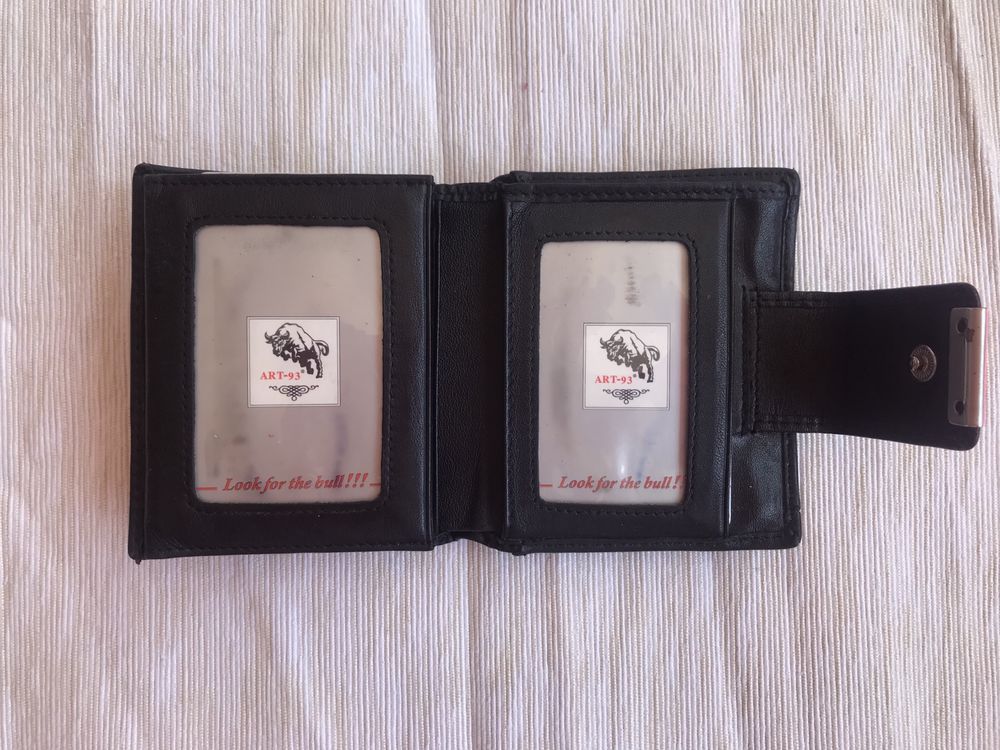 ART-93
Look for the bull!!!
ART-93
Look for the bull!!